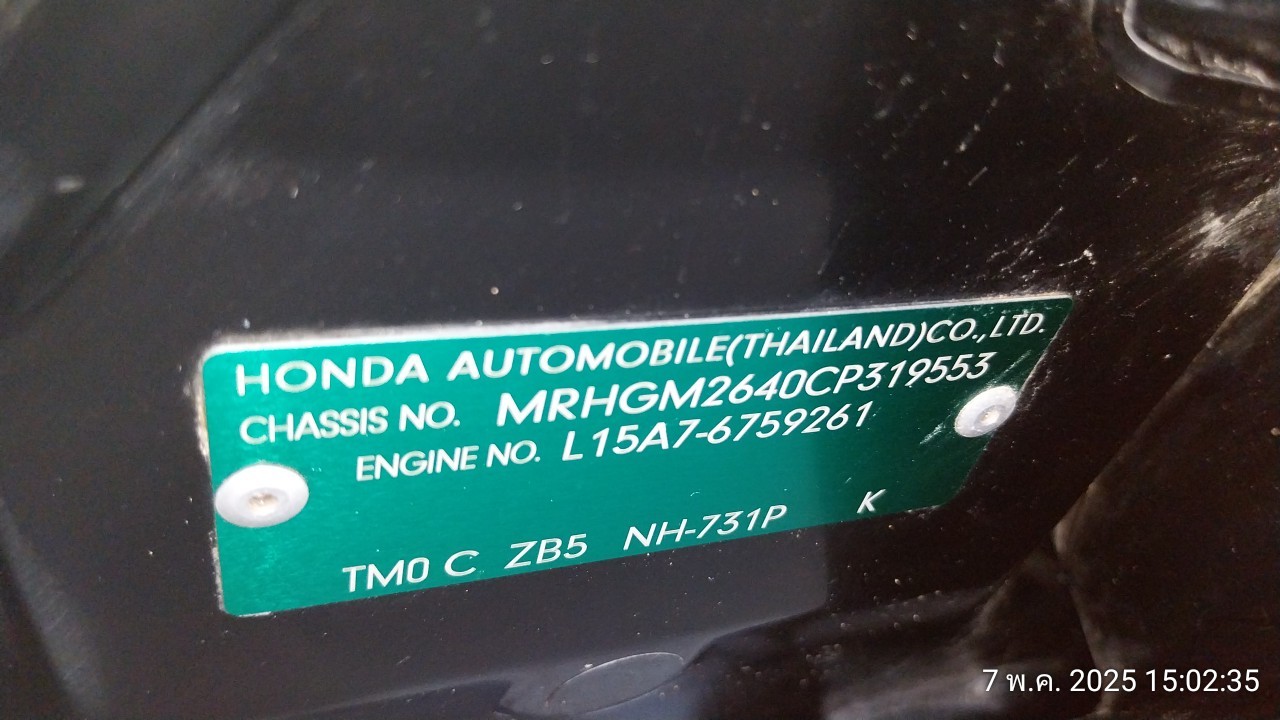 HONDA AUTOMOBILE(THAILAND)CO.,LTD.
CHASSIS NO. MRHGM2640CP319553
ENGINE NO. L15A7-6759261
TM0 C ZB5 NH-731P K
7 พ.ค. 2025 15:02:35